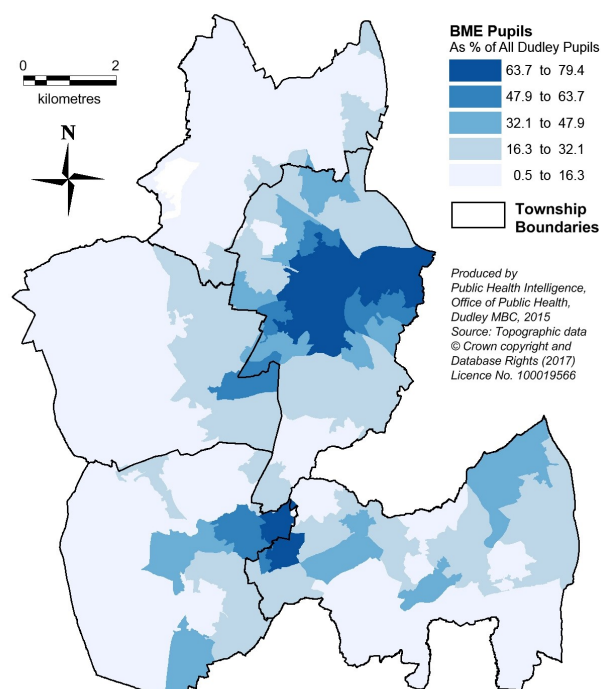 BME Pupils
As % of All Dudley Pupils
63.7 to 79.4
47.9 to 63.7
32.1 to 47.9
16.3 to 32.1
0.5 to 16.3
Township
Boundaries
0 2
kilometres
N
Produced by
Public Health Intelligence,
Office of Public Health,
Dudley MBC, 2015
Source: Topographic data
© Crown copyright and
Database Rights (2017)
Licence No. 100019566